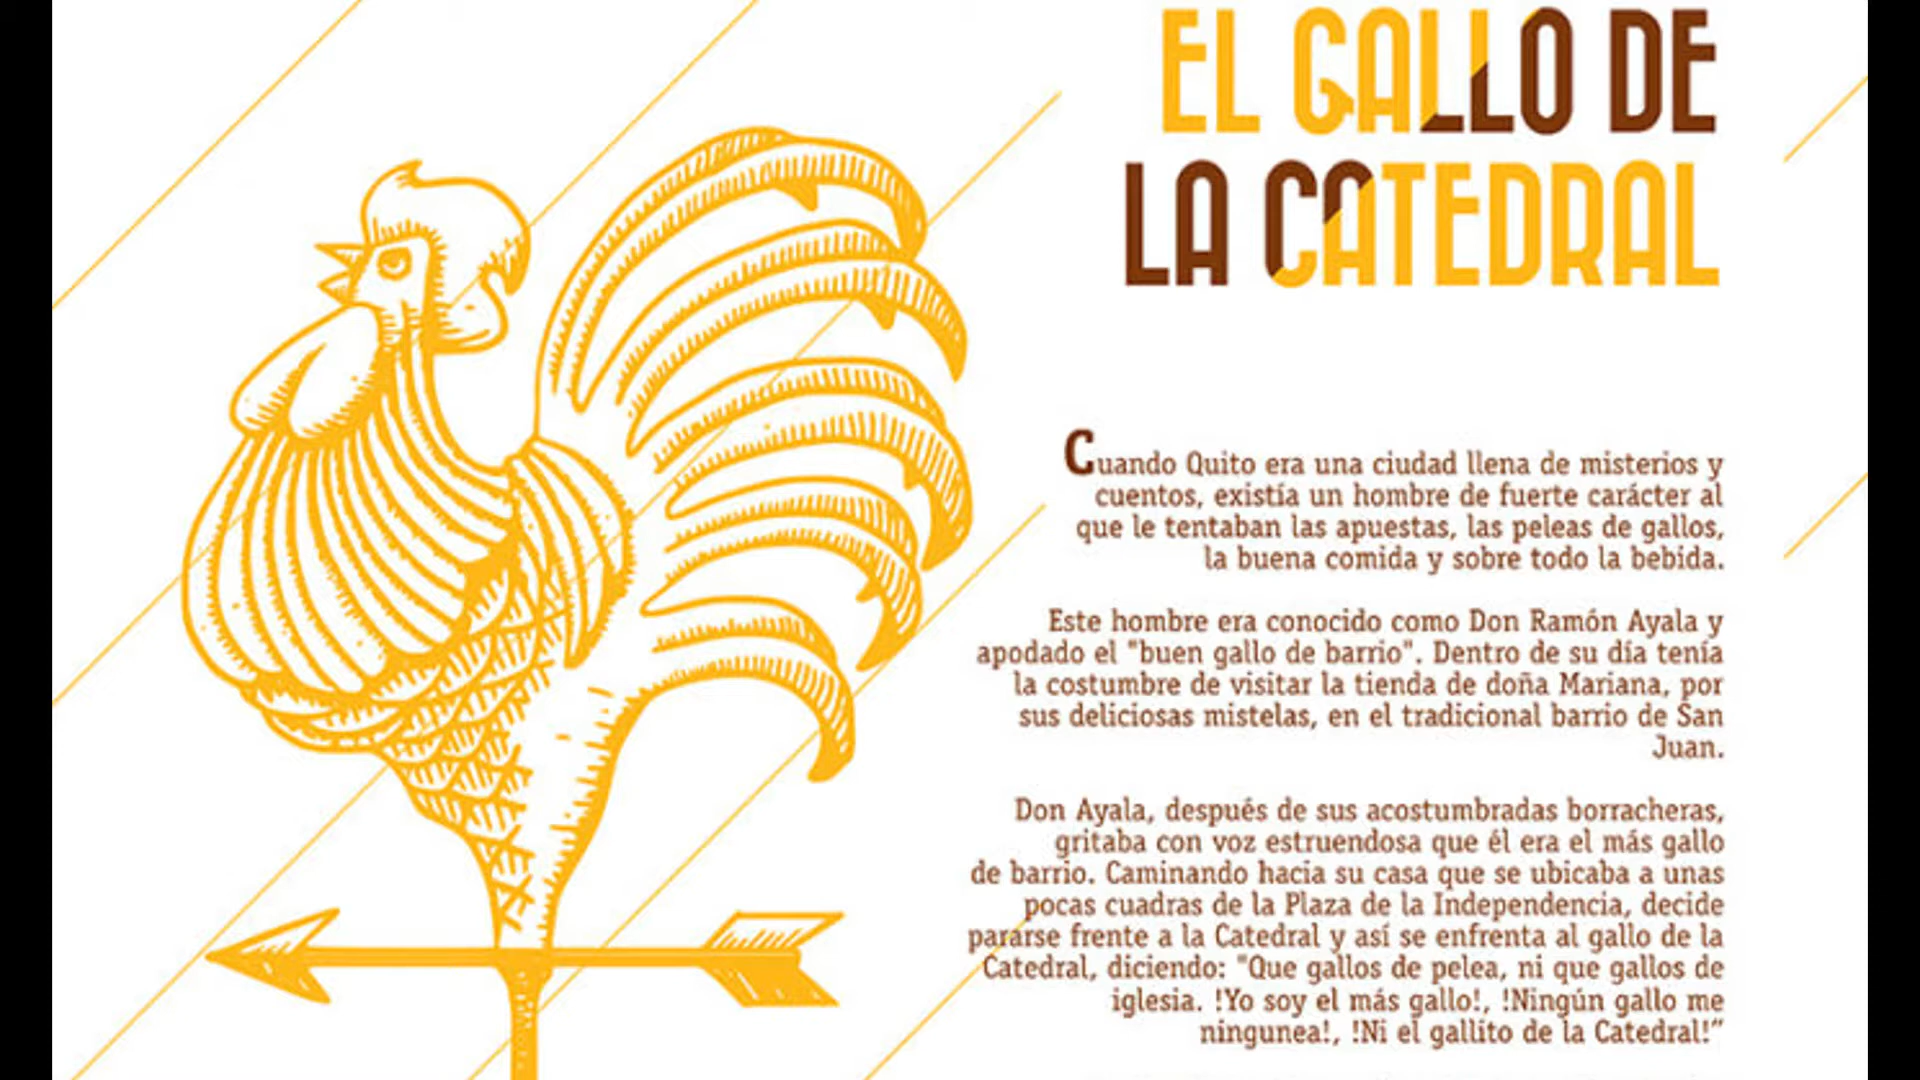 EL GALLO DE
LA CATEDRAL
Cuando Quito era una ciudad llena de misterios y
cuentos, existía un hombre de fuerte carácter al
que le tentaban las apuestas, las peleas de gallos,
la buena comida y sobre todo la bebida.
Este hombre era conocido como Don Ramón Ayala y
apodado el "buen gallo de barrio". Dentro de su día tenía
la costumbre de visitar la tienda de doña Mariana, por
sus deliciosas mistelas, en el tradicional barrio de San
Juan.
Don Ayala, después de sus acostumbradas borracheras,
gritaba con voz estruendosa que él era el más gallo
de barrio. Caminando hacia su casa que se ubicaba a unas
pocas cuadras de la Plaza de la Independencia, decide
pararse frente a la Catedral y así se enfrenta al gallo de la
Catedral, diciendo: "Que gallos de pelea, ni que gallos de
iglesia. !Yo soy el más gallo!, !Ningún gallo me
ningunea!, !Ni el gallito de la Catedral!”